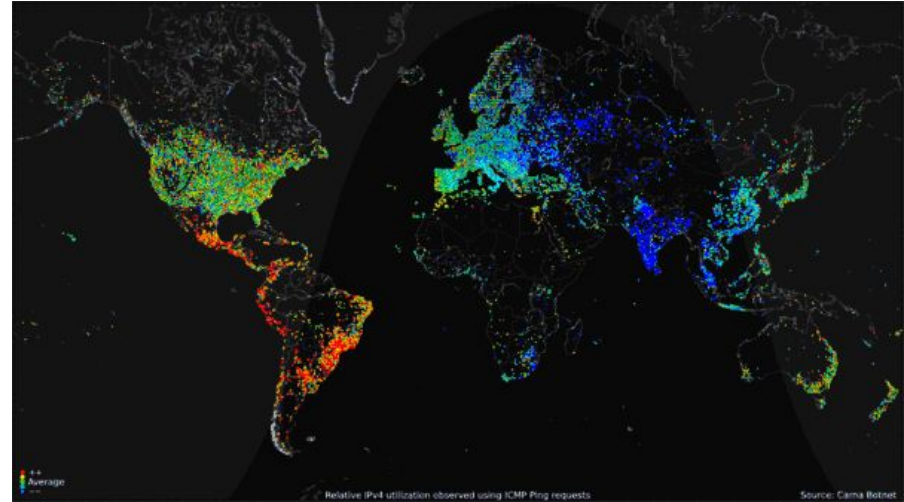 ++
Average
--
Relative IPv4 utilization observed using ICMP Ping requests
Source: Carna Botnet